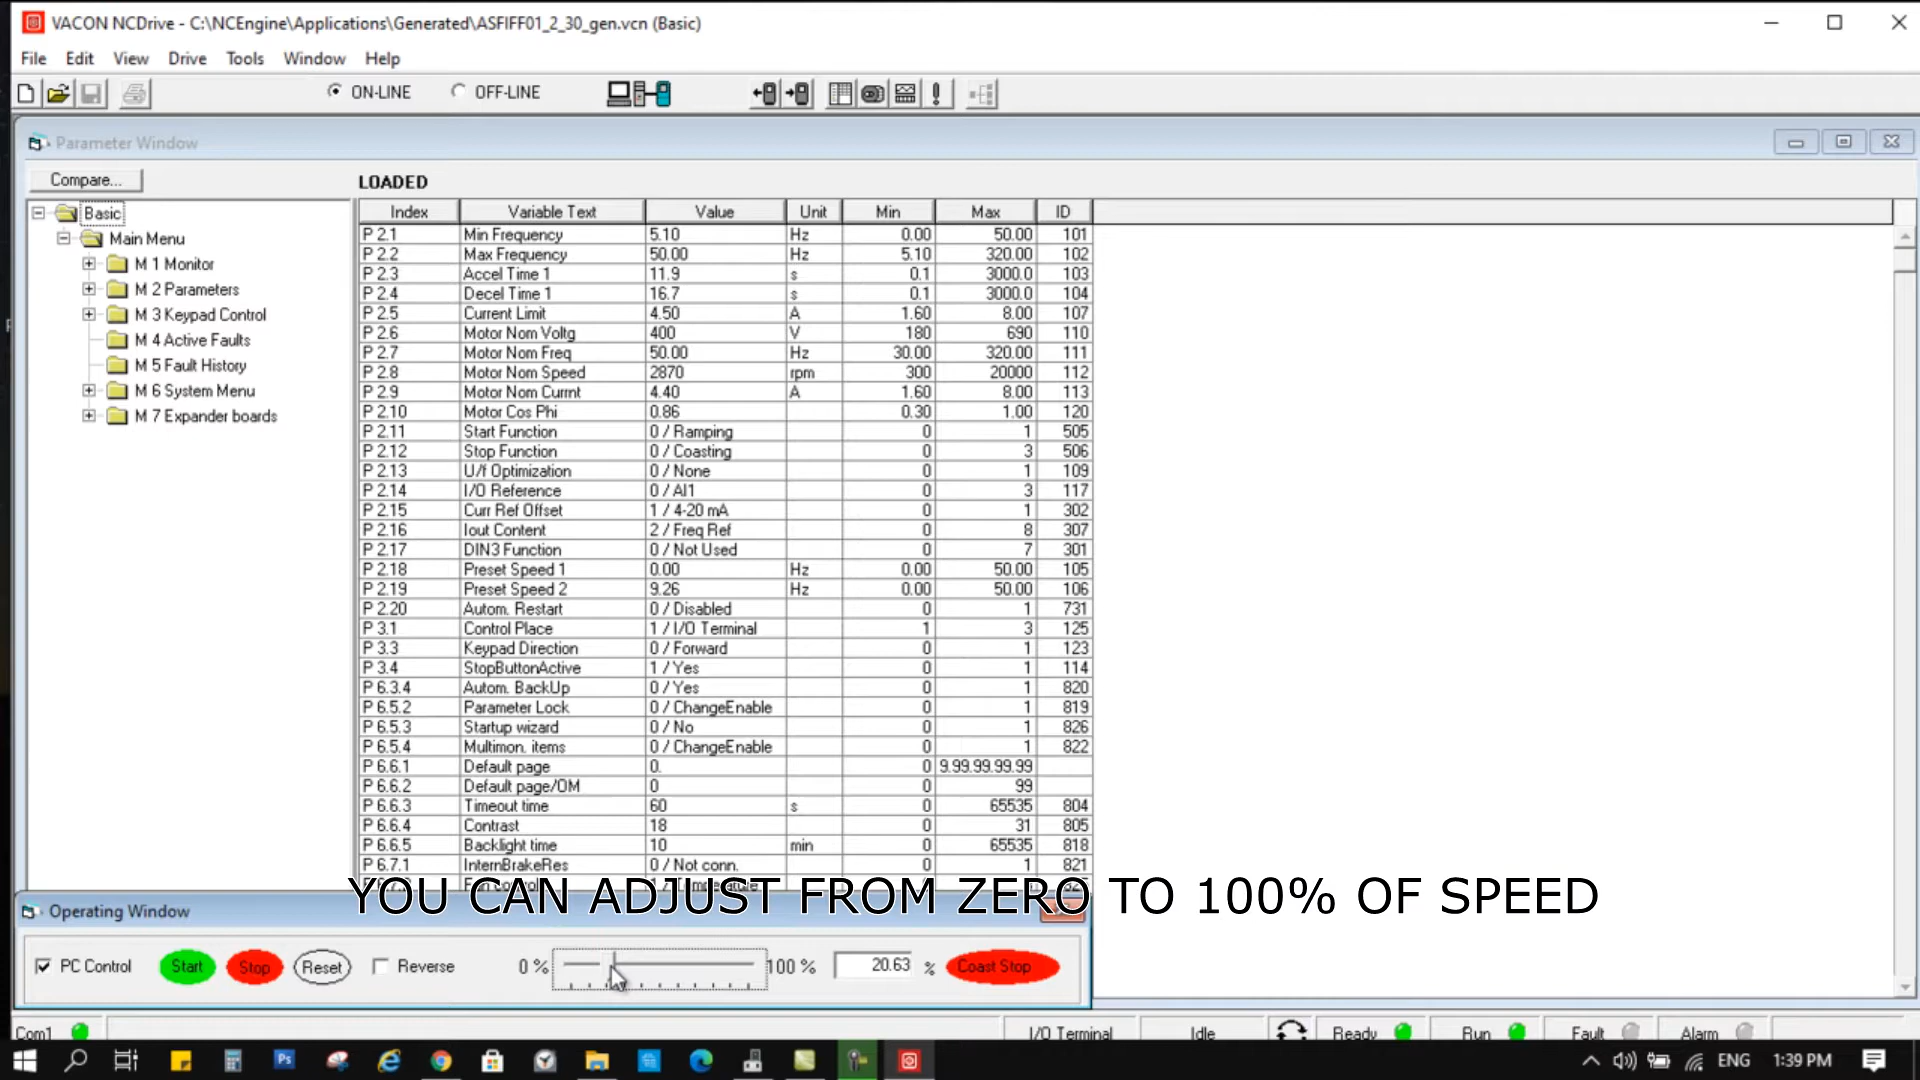 VACON NCDrive - C:\NCEngine\Applications\Generated\ASFIFF01_2_30_gen.vcn (Basic)
File Edit View Drive Tools Window Help
ON-LINE OFF-LINE
Parameter Window
Compare... LOADED
Basic
Main Menu
M 1 Monitor
M 2 Parameters
M 3 Keypad Control
M 4 Active Faults
M 5 Fault History
M 6 System Menu
M 7 Expander boards
Index Variable Text Value Unit Min Max ID
P 2.1 Min Frequency 5.10 Hz 0.00 50.00 101
P 2.2 Max Frequency 50.00 Hz 5.10 320.00 102
P 2.3 Accel Time 1 11.9 s 0.1 3000.0 103
P 2.4 Decel Time 1 16.7 s 0.1 3000.0 104
P 2.5 Current Limit 4.50 A 1.60 8.00 107
P 2.6 Motor Nom Voltg 400 V 180 690 110
P 2.7 Motor Nom Freq 50.00 Hz 30.00 320.00 111
P 2.8 Motor Nom Speed 2870 rpm 300 20000 112
P 2.9 Motor Nom Currnt 4.40 A 1.60 8.00 113
P 2.10 Motor Cos Phi 0.86 0.30 1.00 120
P 2.11 Start Function 0 / Ramping 0 1 505
P 2.12 Stop Function 0 / Coasting 0 3 506
P 2.13 U/f Optimization 0 / None 0 1 109
P 2.14 I/O Reference 0 / AI1 0 3 117
P 2.15 Curr Ref Offset 1 / 4-20 mA 0 1 302
P 2.16 Iout Content 2 / Freq Ref 0 8 307
P 2.17 DIN3 Function 0 / Not Used 0 7 301
P 2.18 Preset Speed 1 0.00 Hz 0.00 50.00 105
P 2.19 Preset Speed 2 9.26 Hz 0.00 50.00 106
P 2.20 Autom. Restart 0 / Disabled 0 1 731
P 3.1 Control Place 1 / I/O Terminal 1 3 125
P 3.3 Keypad Direction 0 / Forward 0 1 123
P 3.4 StopButtonActive 1 / Yes 0 1 114
P 6.3.4 Autom. BackUp 0 / Yes 0 1 820
P 6.5.2 Parameter Lock 0 / ChangeEnable 0 1 819
P 6.5.3 Startup wizard 0 / No 0 1 826
P 6.5.4 Multimon. items 0 / ChangeEnable 0 1 822
P 6.6.1 Default page 0. 0 9.99.99.99.99
P 6.6.2 Default page/OM 0 0 99
P 6.6.3 Timeout time 60 s 0 65535 804
P 6.6.4 Contrast 18 0 31 805
P 6.6.5 Backlight time 10 min 0 65535 818
P 6.7.1 InternBrakeRes 0 / Not conn. 0 1 821
YOU CAN ADJUST FROM ZERO TO 100% OF SPEED
Operating Window
PC Control Start Stop Reset Reverse 0 % 100 % 20.63 % Coast Stop
Com1 I/O Terminal Idle Ready Run Fault Alarm
ENG 1:39 PM